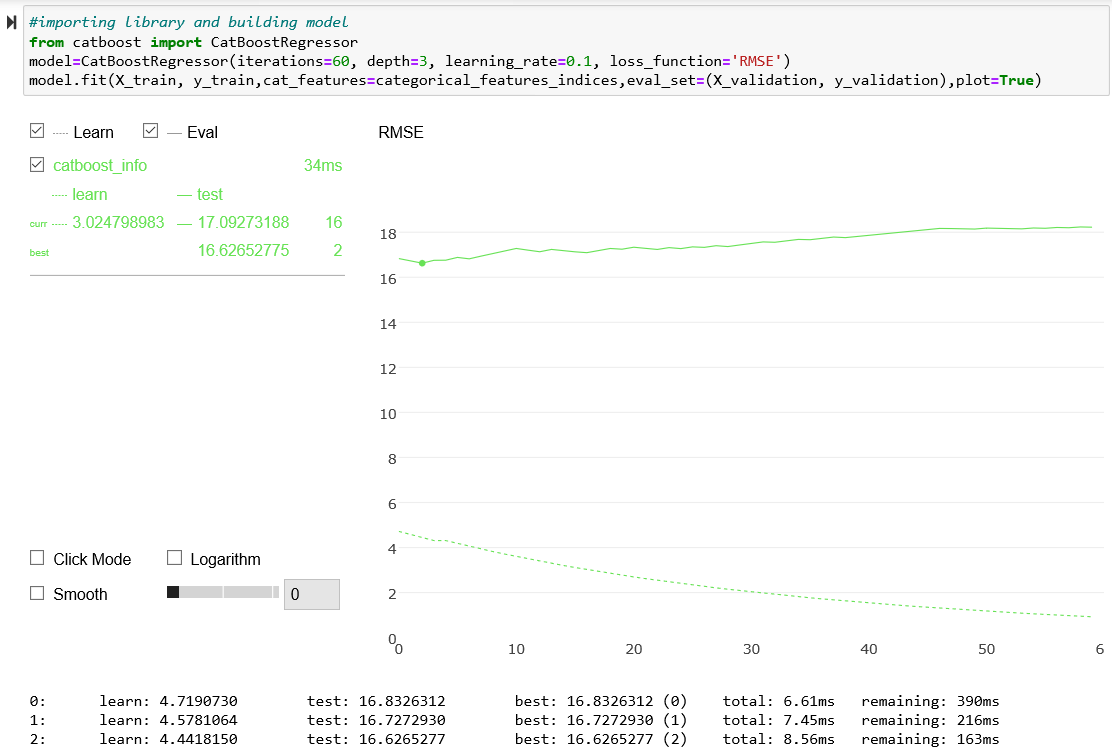 #importing library and building model
from catboost import CatBoostRegressor
model=CatBoostRegressor(iterations=60, depth=3, learning_rate=0.1, loss_function='RMSE')
model.fit(X_train, y_train,cat_features=categorical_features_indices,eval_set=(X_validation, y_validation),plot=True)
Learn Eval
RMSE
catboost_info 34ms
learn test
curr 3.024798983 17.09273188 16
best 16.62652775 2
18
16
14
12
10
8
6
4
2
0
0 10 20 30 40 50 6
Click Mode Logarithm
Smooth 0
0: learn: 4.7190730 test: 16.8326312 best: 16.8326312 (0) total: 6.61ms remaining: 390ms
1: learn: 4.5781064 test: 16.7272930 best: 16.7272930 (1) total: 7.45ms remaining: 216ms
2: learn: 4.4418150 test: 16.6265277 best: 16.6265277 (2) total: 8.56ms remaining: 163ms